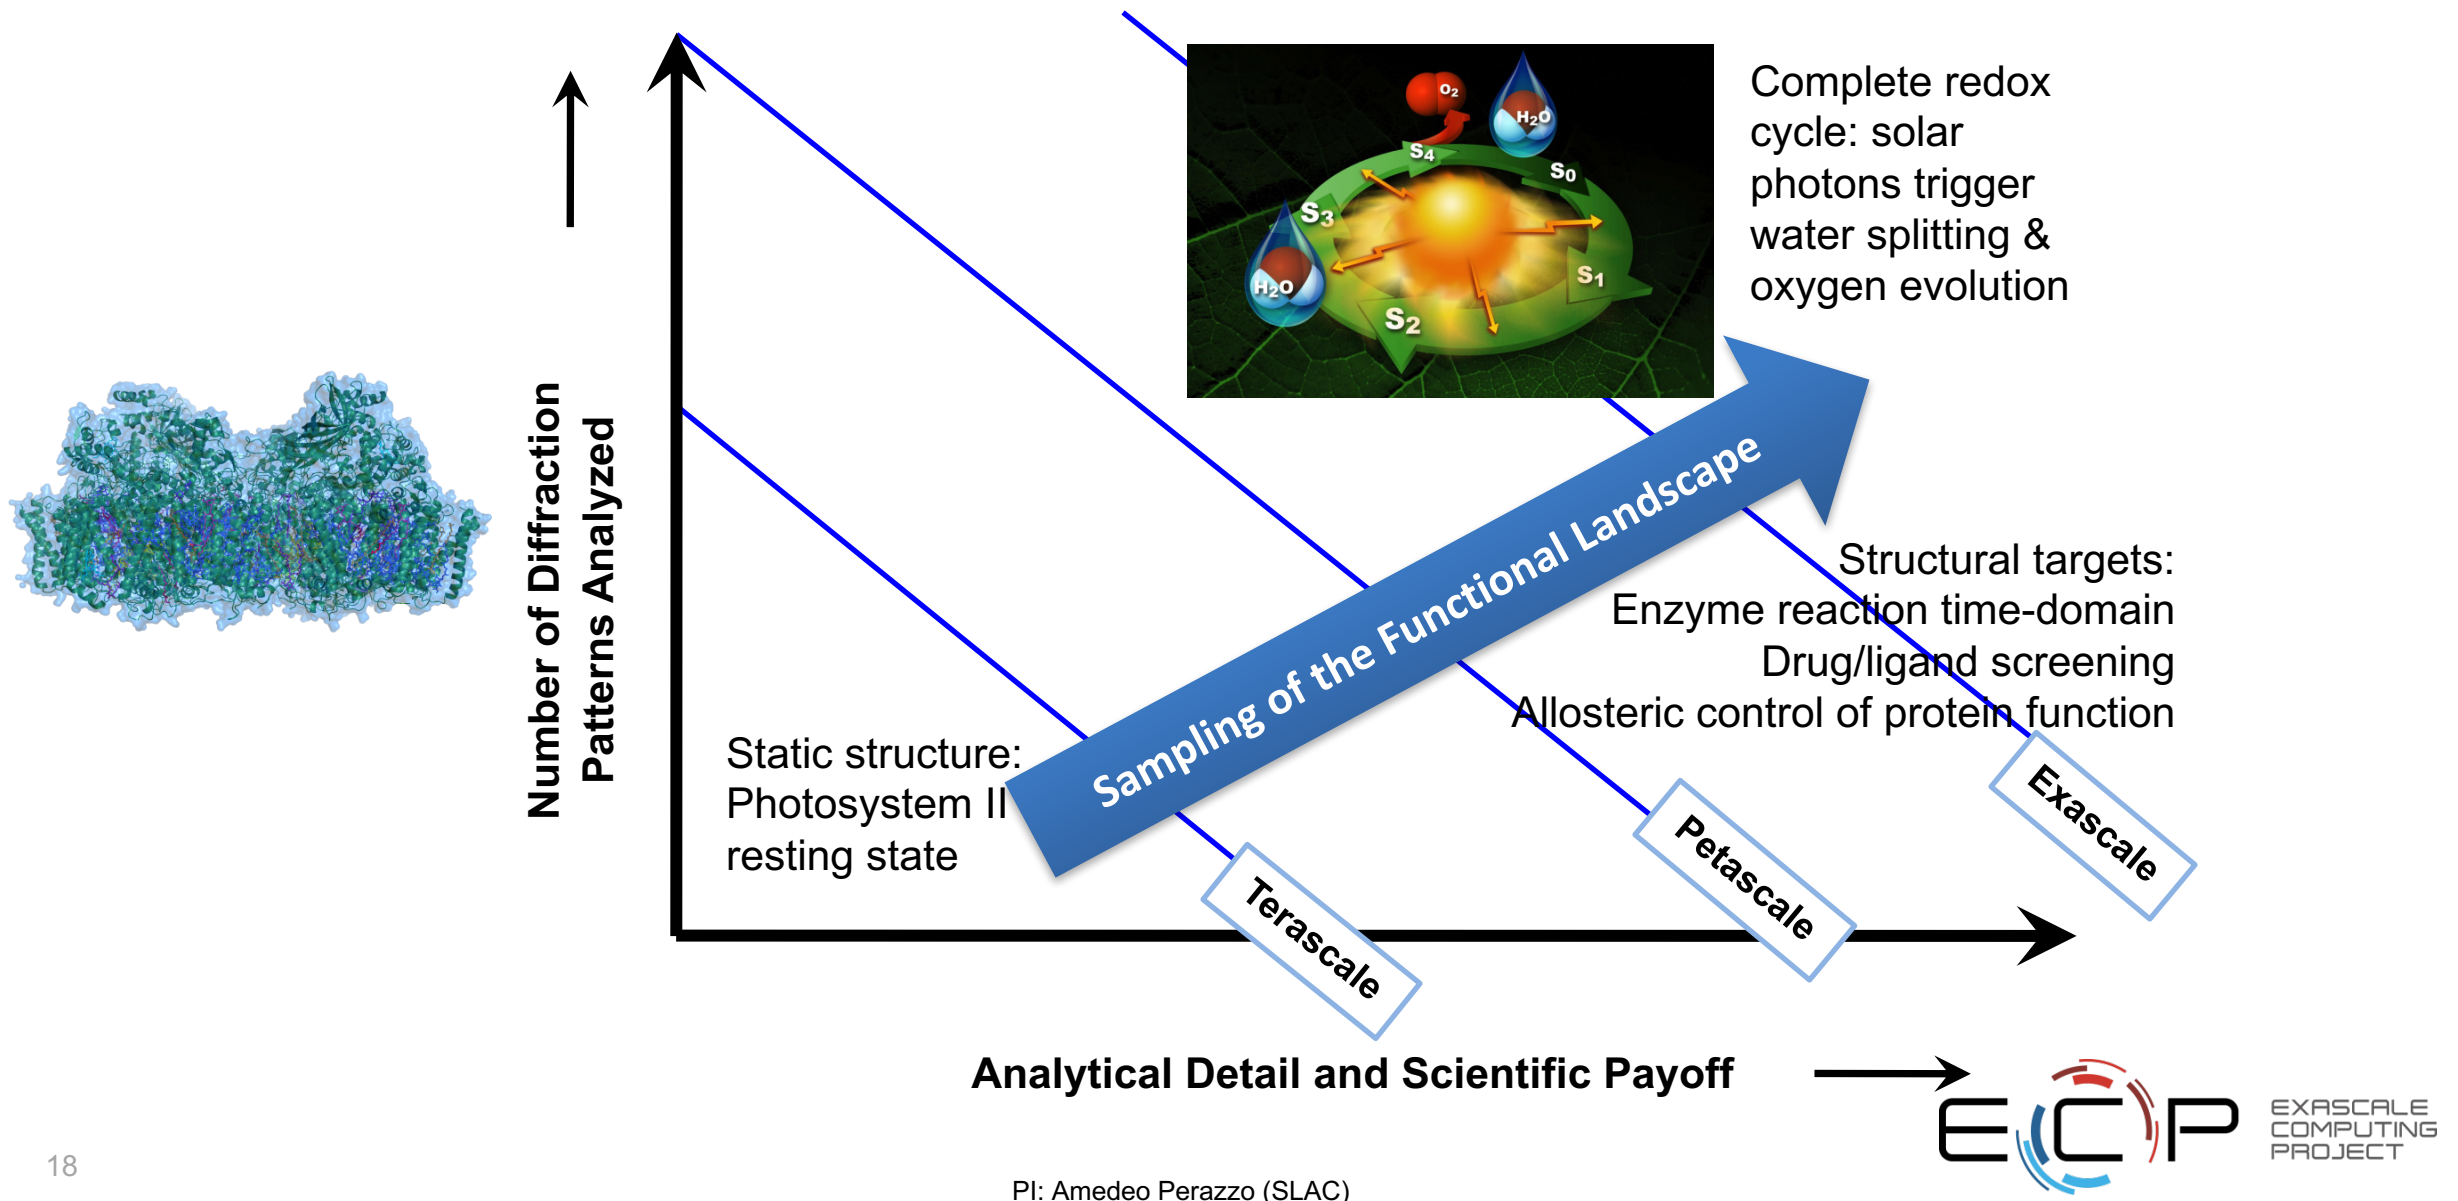 Complete redox
cycle: solar
photons trigger
water splitting &
oxygen evolution
O2
H2O
S4
S0
S3
S1
H2O
S2
Number of Diffraction
Patterns Analyzed
Sampling of the Functional Landscape
Structural targets:
Enzyme reaction time-domain
Drug/ligand screening
Allosteric control of protein function
Static structure:
Photosystem II
resting state
Terascale
Petascale
Exascale
Analytical Detail and Scientific Payoff
ECP
EXASCALE
COMPUTING
PROJECT
18
PI: Amedeo Perazzo (SLAC)